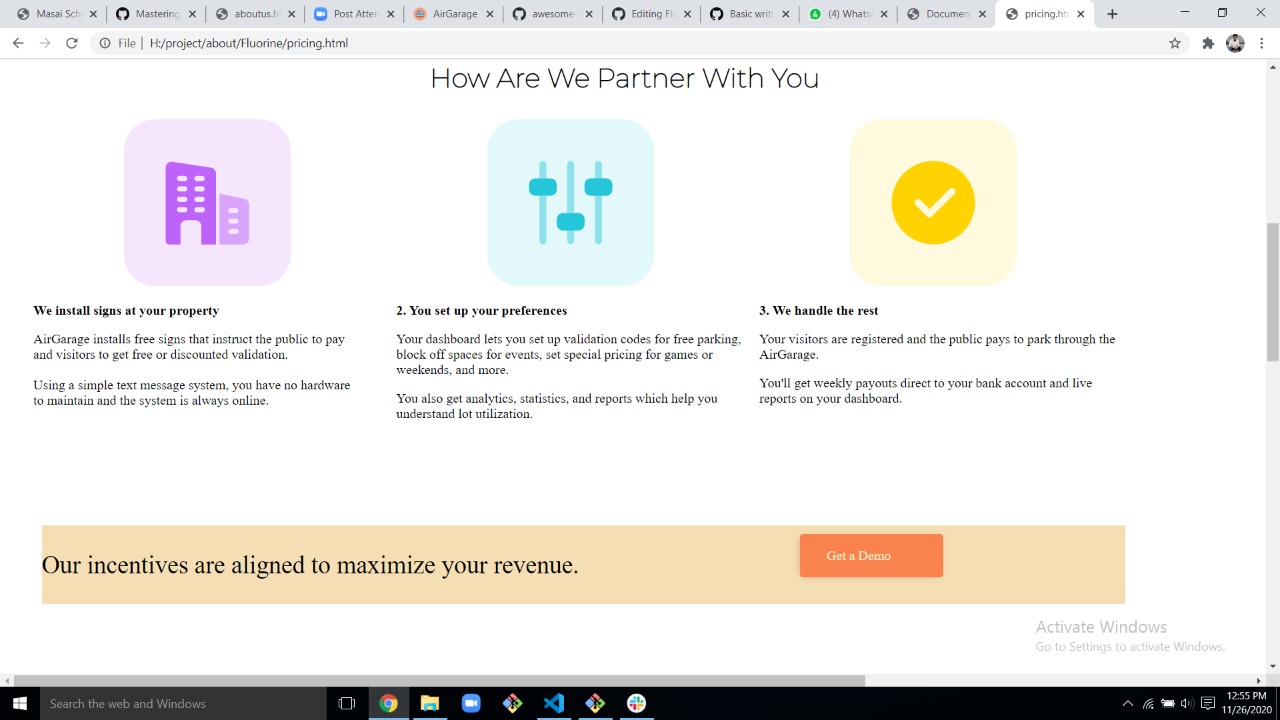 Masai Sch
Mastering
aboutus.h
Post Atten
AirGarage
awesome-
Editing Flu
Basic writi
(4) Whats
Document
pricing.htm
File | H:/project/about/Fluorine/pricing.html
How Are We Partner With You
We install signs at your property
AirGarage installs free signs that instruct the public to pay
and visitors to get free or discounted validation.
Using a simple text message system, you have no hardware
to maintain and the system is always online.
2. You set up your preferences
Your dashboard lets you set up validation codes for free parking,
block off spaces for events, set special pricing for games or
weekends, and more.
You also get analytics, statistics, and reports which help you
understand lot utilization.
3. We handle the rest
Your visitors are registered and the public pays to park through the
AirGarage.
You'll get weekly payouts direct to your bank account and live
reports on your dashboard.
Our incentives are aligned to maximize your revenue.
Get a Demo
Activate Windows
Go to Settings to activate Windows.
Search the web and Windows
12:55 PM
11/26/2020